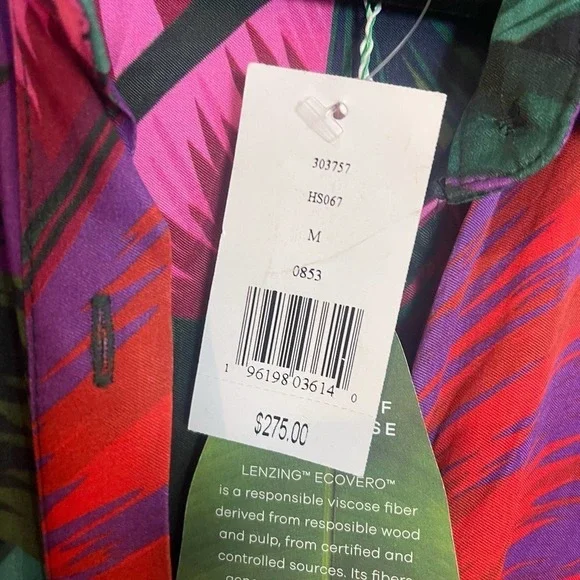 303757
HS067
M
0853
1 96198 03614 0
$275.00
F
SE
LENZING™ ECOVERO™
is a responsible viscose fiber
derived from resposible wood
and pulp, from certified and
controlled sources. Its fibers